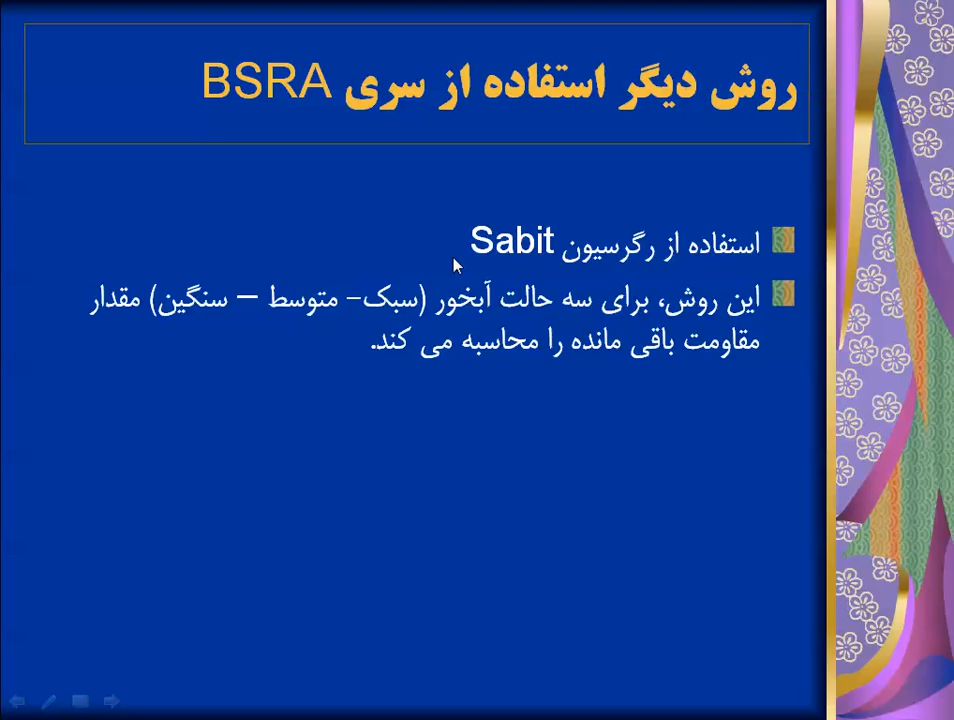 روش دیگر استفاده از سری BSRA
استفاده از رگرسیون Sabit
این روش، برای سه حالت آبخور (سبک- متوسط – سنگین) مقدار
مقاومت باقی مانده را محاسبه می کند.